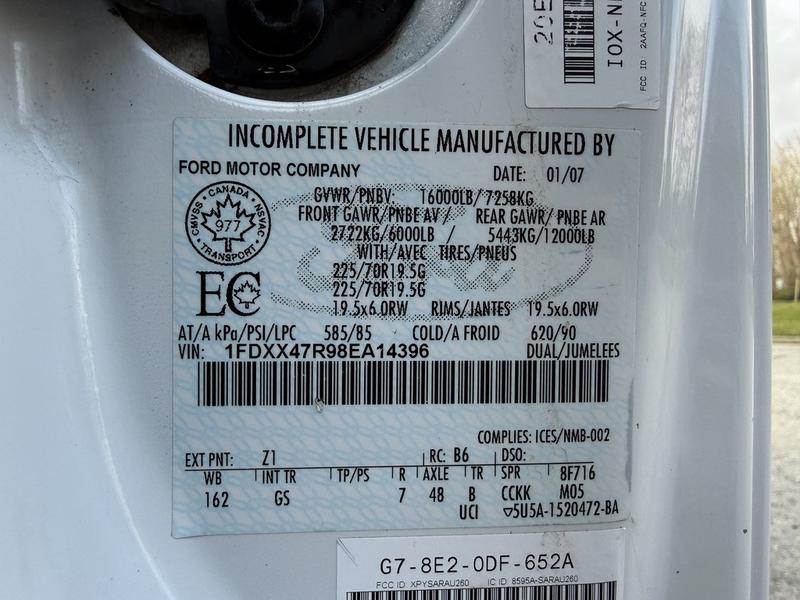 IOX-N
FCC ID: 2AAFQ-NFC
INCOMPLETE VEHICLE MANUFACTURED BY
FORD MOTOR COMPANY DATE: 01/07
GVWR/PNBV: 16000LB/7258KG
FRONT GAWR/PNBE AV / REAR GAWR/PNBE AR
2722KG/6000LB / 5443KG/12000LB
WITH/AVEC TIRES/PNEUS
225/70R19.5G
225/70R19.5G
19.5x6.0RW RIMS/JANTES 19.5x6.0RW
CMVSS • CANADA • NSVAC • TRANSPORT •
977
EC
AT/A kPa/PSI/LPC 585/85 COLD/A FROID 620/90
VIN: 1FDXX47R98EA14396 DUAL/JUMELEES
COMPLIES: ICES/NMB-002
EXT PNT: Z1 RC: B6 DSO:
WB INT TR TP/PS R AXLE TR SPR 8F716
162 GS 7 48 B CCKK M05
UCI ▽5U5A-1520472-BA
G7-8E2-0DF-652A
FCC ID: XPYSARAU260 IC ID: 8595A-SARAU260